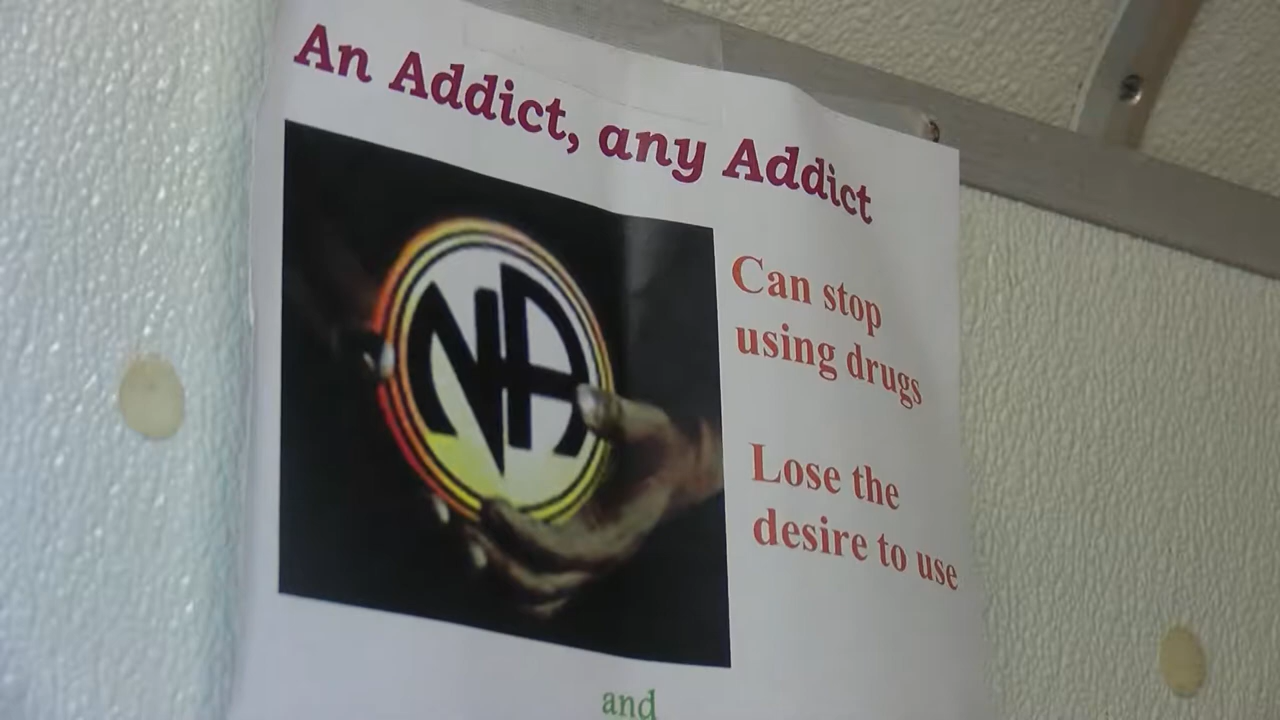 An Addict, any Addict
NA
Can stop
using drugs
Lose the
desire to use
and